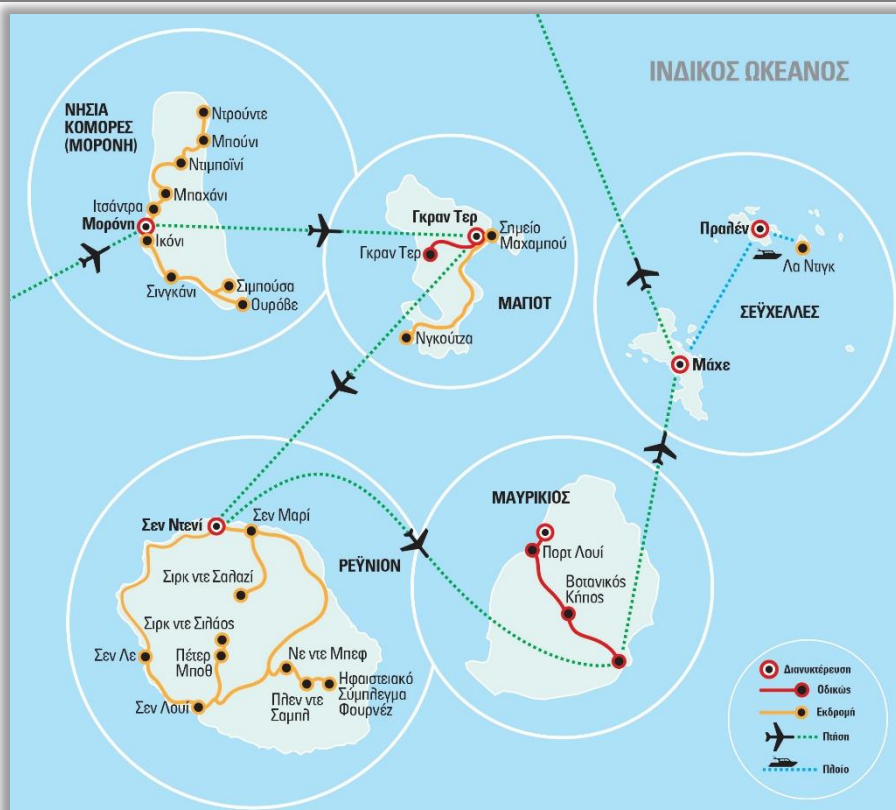 ΙΝΔΙΚΟΣ ΩΚΕΑΝΟΣ
ΝΗΣΙΑ
ΚΟΜΟΡΕΣ
(ΜΟΡΟΝΗ)
Ντρούντε
Μπούνι
Ντιμποϊνί
Μπαχάνι
Ιτσάντρα
Μορόνη
Ικόνι
Σινγκάνι
Σιμπούσα
Ουρόβε
Γκραν Τερ
Σημείο
Μαχαμπού
Γκραν Τερ
ΜΑΓΙΟΤ
Νγκούτζα
Πραλέν
Λα Ντιγκ
ΣΕΫΧΕΛΛΕΣ
Μάχε
Σεν Ντενί
Σεν Μαρί
ΡΕΫΝΙΟΝ
Σιρκ ντε Σαλαζί
Σιρκ ντε Σιλάος
Πέτερ
Μποθ
Σεν Λε
Σεν Λουί
Νε ντε Μπεφ
Πλεν ντε
Σαμπλ
Ηφαιστειακό
Σύμπλεγμα
Φουρνέζ
ΜΑΥΡΙΚΙΟΣ
Πορτ Λουί
Βοτανικός
Κήπος
Διανυκτέρευση
Οδικώς
Εκδρομή
Πτήση
Πλοίο